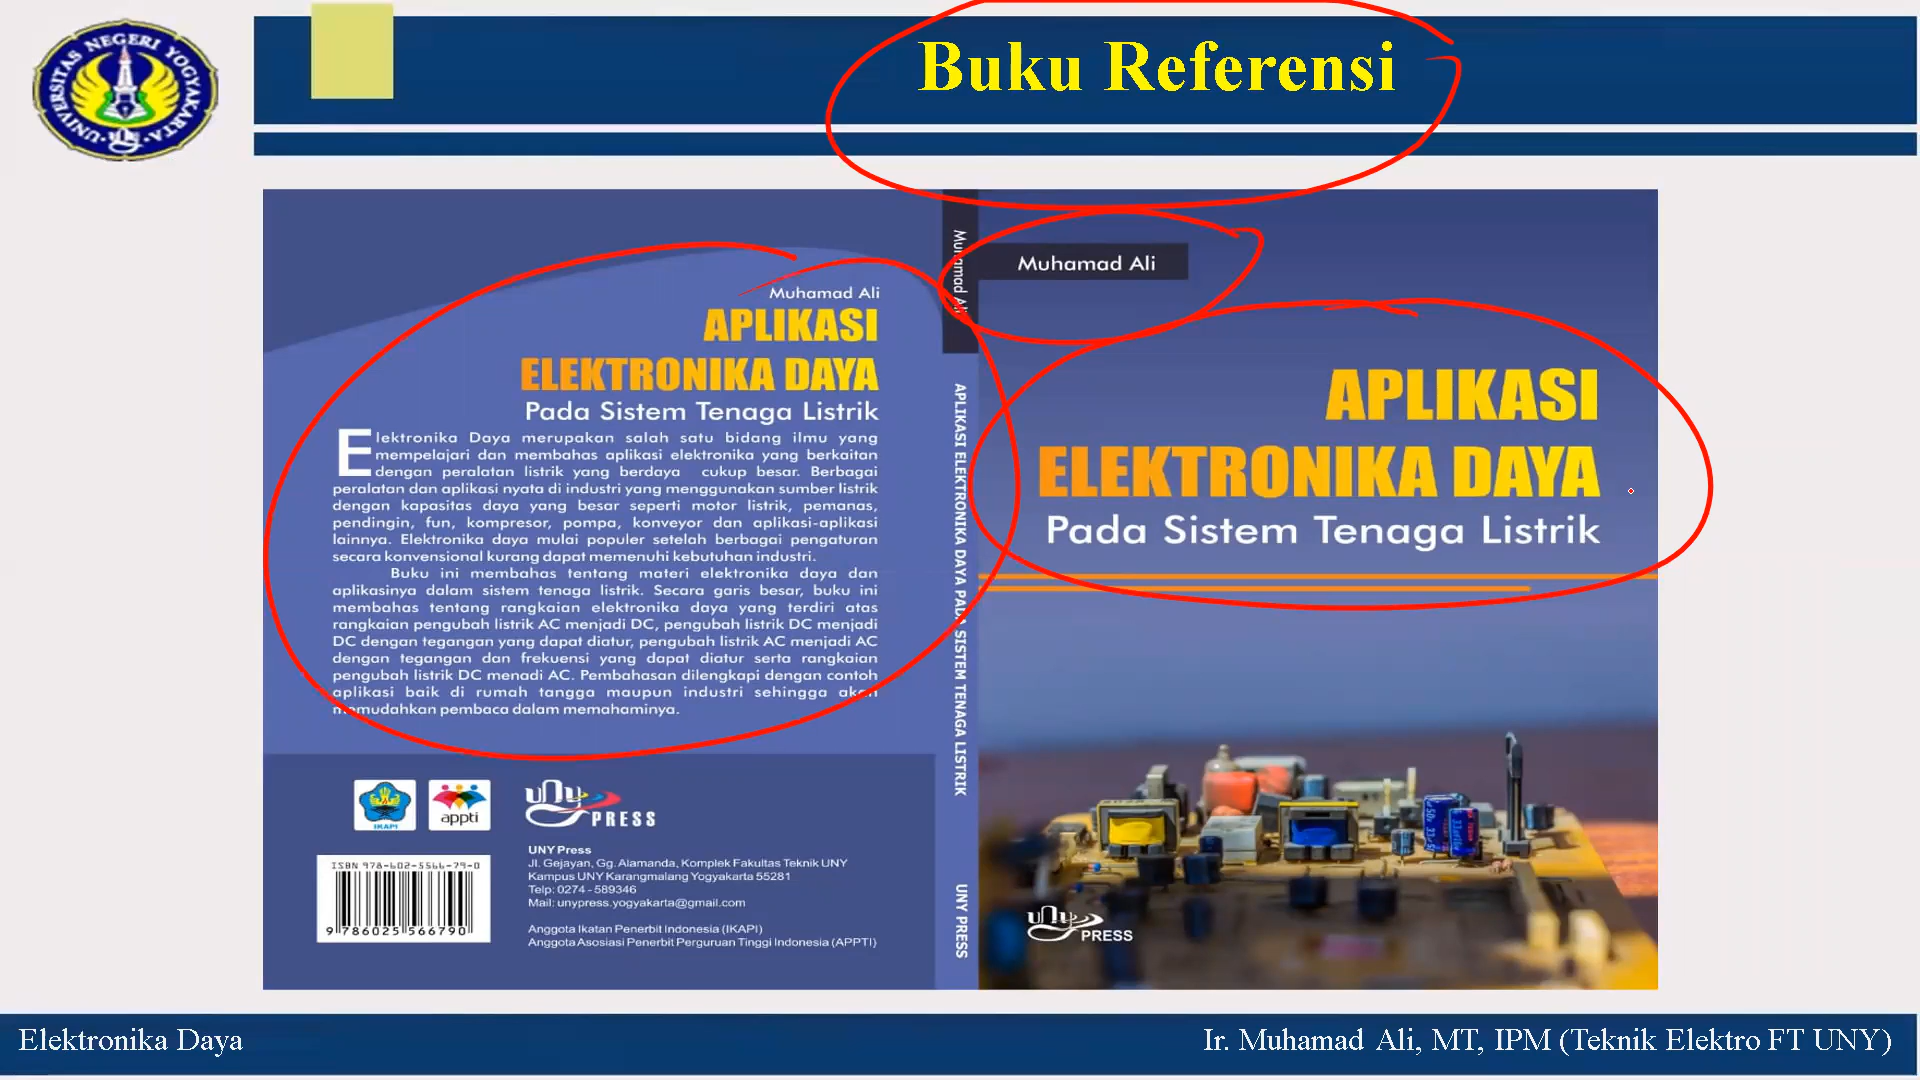 UNIVERSITAS NEGERI YOGYAKARTA
Buku Referensi
Muhamad Ali
APLIKASI
ELEKTRONIKA DAYA
Pada Sistem Tenaga Listrik
Elektronika Daya merupakan salah satu bidang ilmu yang
mempelajari dan membahas aplikasi elektronika yang berkaitan
dengan peralatan listrik yang berdaya cukup besar. Berbagai
peralatan dan aplikasi nyata di industri yang menggunakan sumber listrik
dengan kapasitas daya yang besar seperti motor listrik, pemanas,
pendingin, fun, kompresor, pompa, konveyor dan aplikasi-aplikasi
lainnya. Elektronika daya mulai populer setelah berbagai pengaturan
secara konvensional kurang dapat memenuhi kebutuhan industri.
Buku ini membahas tentang materi elektronika daya dan
aplikasinya dalam sistem tenaga listrik. Secara garis besar, buku ini
membahas tentang rangkaian elektronika daya yang terdiri atas
rangkaian pengubah listrik AC menjadi DC, pengubah listrik DC menjadi
DC dengan tegangan yang dapat diatur, pengubah listrik AC menjadi AC
dengan tegangan dan frekuensi yang dapat diatur serta rangkaian
pengubah listrik DC menadi AC. Pembahasan dilengkapi dengan contoh
aplikasi baik di rumah tangga maupun industri sehingga akan
memudahkan pembaca dalam memahaminya.
IKAPI
appti
uny PRESS
ISBN 978-602-5566-79-0
9 786025 566790
UNY Press
Jl. Gejayan, Gg. Alamanda, Komplek Fakultas Teknik UNY
Kampus UNY Karangmalang Yogyakarta 55281
Telp: 0274 - 589346
Mail: unypress.yogyakarta@gmail.com
Anggota Ikatan Penerbit Indonesia (IKAPI)
Anggota Asosiasi Penerbit Perguruan Tinggi Indonesia (APPTI)
Muhamad Ali
APLIKASI ELEKTRONIKA DAYA PADA SISTEM TENAGA LISTRIK
UNY PRESS
Muhamad Ali
APLIKASI
ELEKTRONIKA DAYA
Pada Sistem Tenaga Listrik
uny PRESS
Elektronika Daya
Ir. Muhamad Ali, MT, IPM (Teknik Elektro FT UNY)